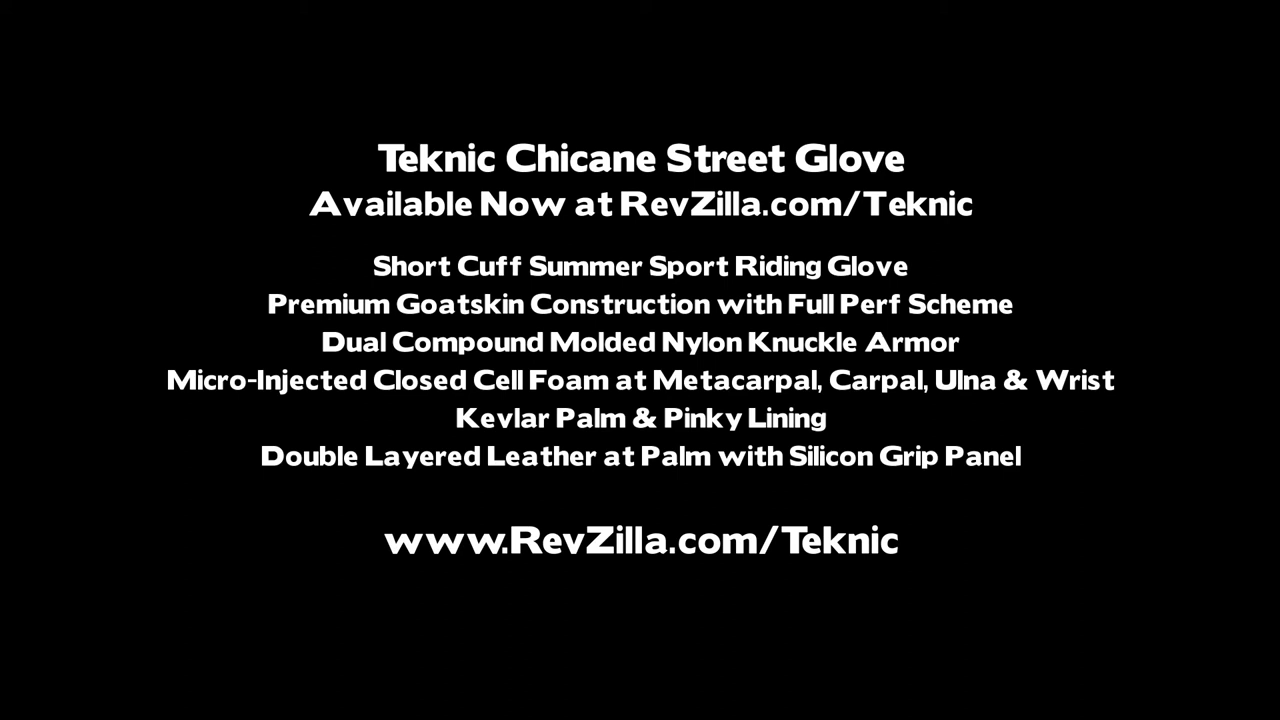 Teknic Chicane Street Glove
Available Now at RevZilla.com/Teknic
Short Cuff Summer Sport Riding Glove
Premium Goatskin Construction with Full Perf Scheme
Dual Compound Molded Nylon Knuckle Armor
Micro-Injected Closed Cell Foam at Metacarpal, Carpal, Ulna & Wrist
Kevlar Palm & Pinky Lining
Double Layered Leather at Palm with Silicon Grip Panel
www.RevZilla.com/Teknic